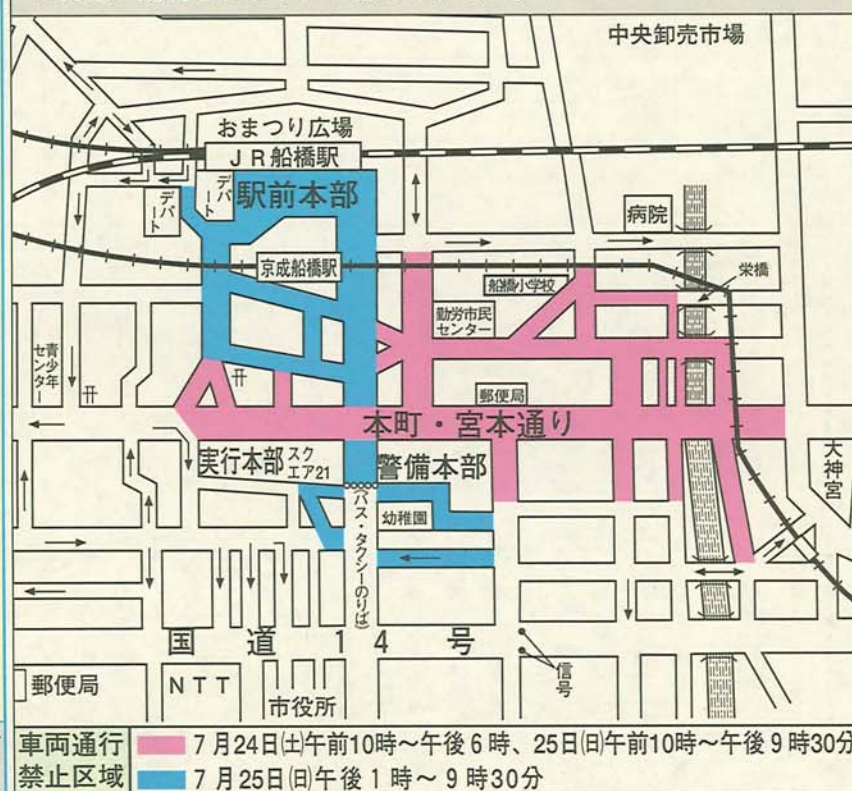 中央卸売市場
おまつり広場
JR船橋駅
デパート
デパート
駅前本部
病院
京成船橋駅
船橋小学校
栄橋
勤労市民
センター
青少年
センター
郵便局
本町・宮本通り
実行本部 スク
エア21
警備本部
大神宮
幼稚園
(バス・タクシーのりば)
国道14号
信号
郵便局
NTT
市役所
車両通行
禁止区域
7月24日(土)午前10時~午後6時、25日(日)午前10時~午後9時30分
7月25日(日)午後1時~9時30分